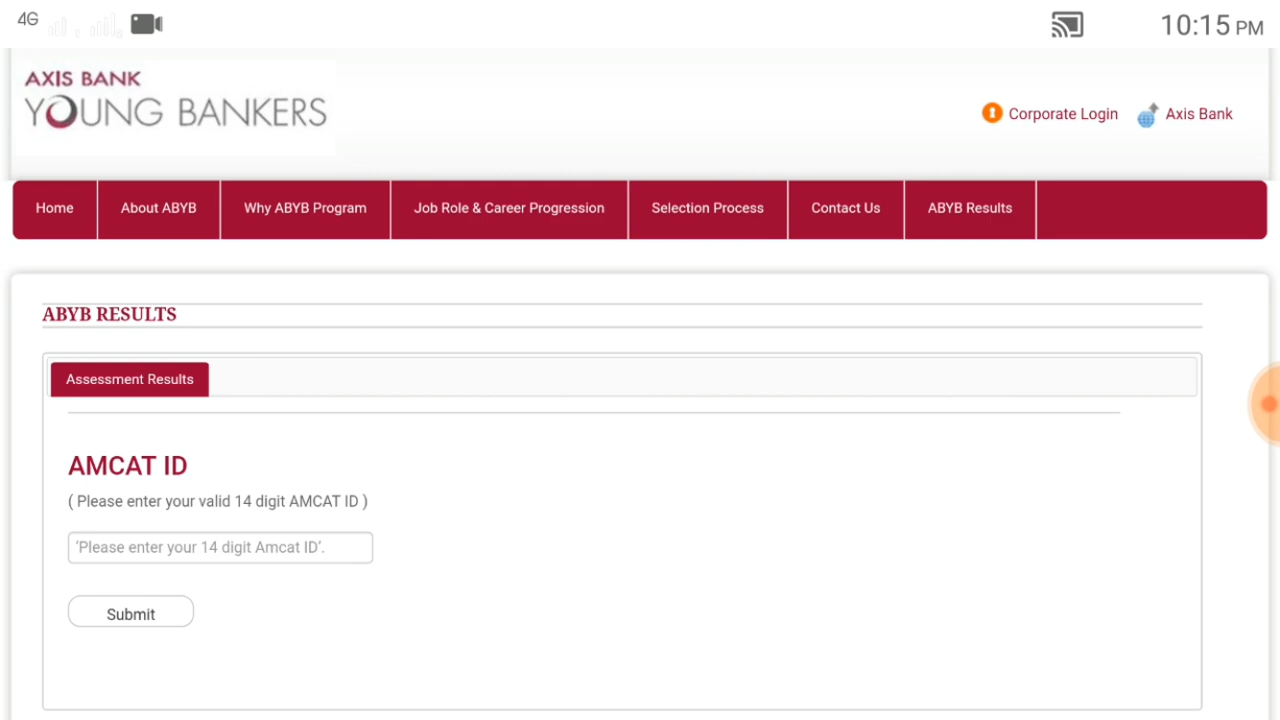 4G
10:15 PM
AXIS BANK
YOUNG BANKERS
Corporate Login
Axis Bank
Home
About ABYB
Why ABYB Program
Job Role & Career Progression
Selection Process
Contact Us
ABYB Results
ABYB RESULTS
Assessment Results
AMCAT ID
( Please enter your valid 14 digit AMCAT ID )
'Please enter your 14 digit Amcat ID'.
Submit